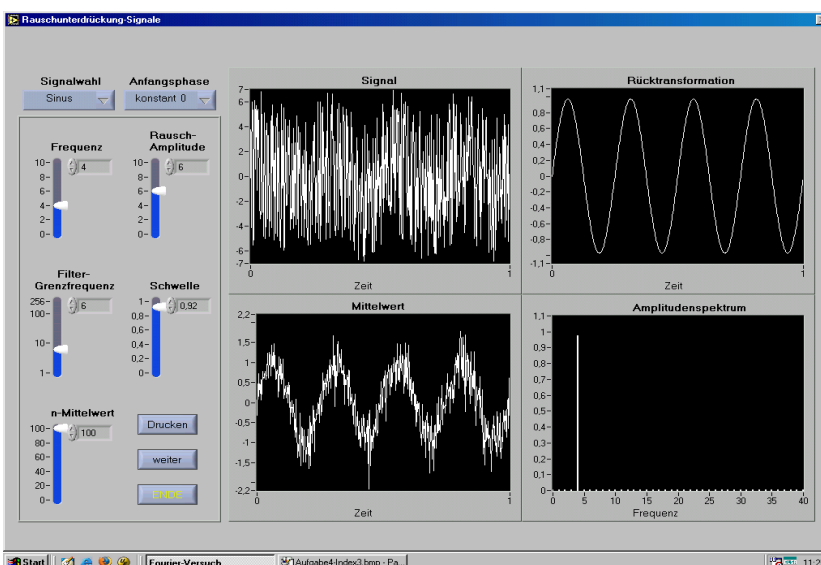 Rauschunterdrückung-Signale
Signalwahl
Sinus
Anfangsphase
konstant 0
Frequenz
10-
8-
6-
4-
2-
0-
4
Rausch-
Amplitude
10-
8-
6-
4-
2-
0-
6
Filter-
Grenzfrequenz
256-
100-
10-
1-
6
Schwelle
1-
0,8-
0,6-
0,4-
0,2-
0-
0,92
n-Mittelwert
100-
80-
60-
40-
20-
0-
100
Drucken
weiter
ENDE
Signal
7-
6-
4-
2-
0-
-2-
-4-
-6-
-7-
0 1
Zeit
Rücktransformation
1,1-
0,8-
0,6-
0,4-
0,2-
0-
-0,2-
-0,4-
-0,6-
-0,8-
-1,1-
0 1
Zeit
Mittelwert
2,2-
1,5-
1-
0,5-
0-
-0,5-
-1-
-1,5-
-2,2-
0 1
Zeit
Amplitudenspektrum
1,1-
1-
0,9-
0,8-
0,7-
0,6-
0,5-
0,4-
0,3-
0,2-
0,1-
0-
0 5 10 15 20 25 30 35 40
Frequenz
Start
Fourier-Versuch
Aufgabe4-Index3.bmp - Pa...